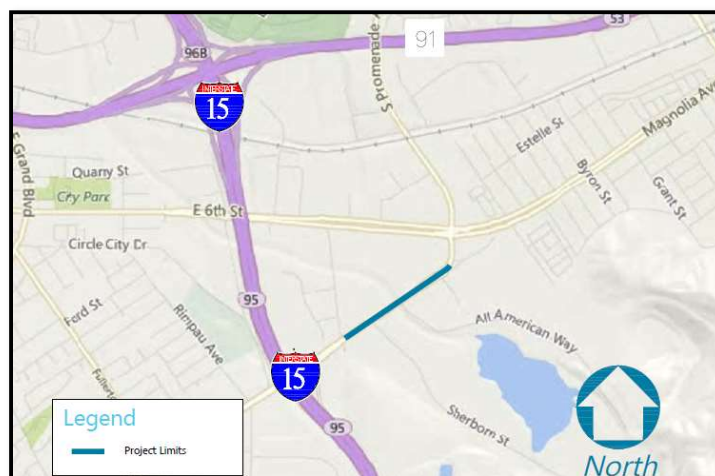 53
91
96B
S Promenade A
INTERSTATE
15
Magnolia Ave
Estelle St
E Grand Blvd
Quarry St
Byron St
Grant St
City Park
E 6th St
Circle City Dr
95
Ford St
Rimpau Ave
All American Way
INTERSTATE
15
Fullert
Legend
Project Limits
95
Sherborn St
North